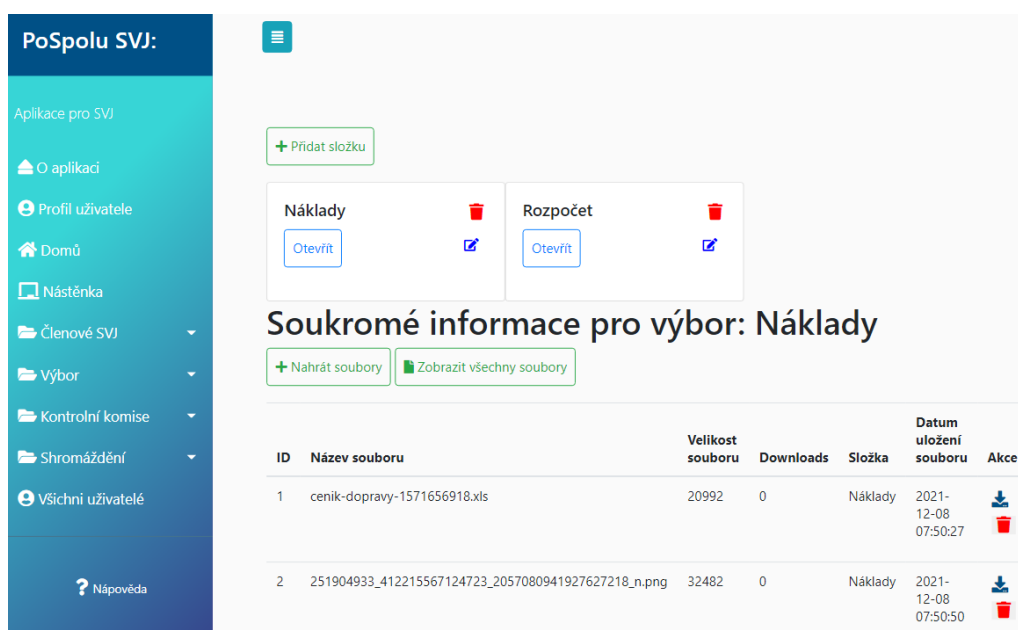 PoSpolu SVJ:
Aplikace pro SVJ
O aplikaci
Profil uživatele
Domů
Nástěnka
Členové SVJ
Výbor
Kontrolní komise
Shromáždění
Všichni uživatelé
Nápověda
Přidat složku
Náklady
Otevřít
Rozpočet
Otevřít
Soukromé informace pro výbor: Náklady
Nahrát soubory Zobrazit všechny soubory
ID Název souboru Velikost souboru Downloads Složka Datum uložení souboru Akce
1 cenik-dopravy-1571656918.xls 20992 0 Náklady 2021-12-08 07:50:27
2 251904933_412215567124723_2057080941927627218_n.png 32482 0 Náklady 2021-12-08 07:50:50